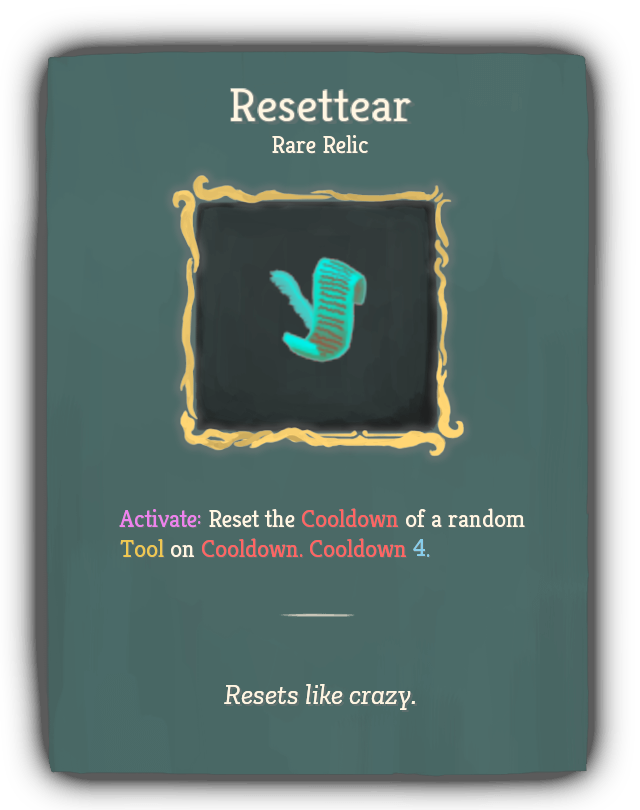 Resettear
Rare Relic
Activate: Reset the Cooldown of a random
Tool on Cooldown. Cooldown 4.
Resets like crazy.